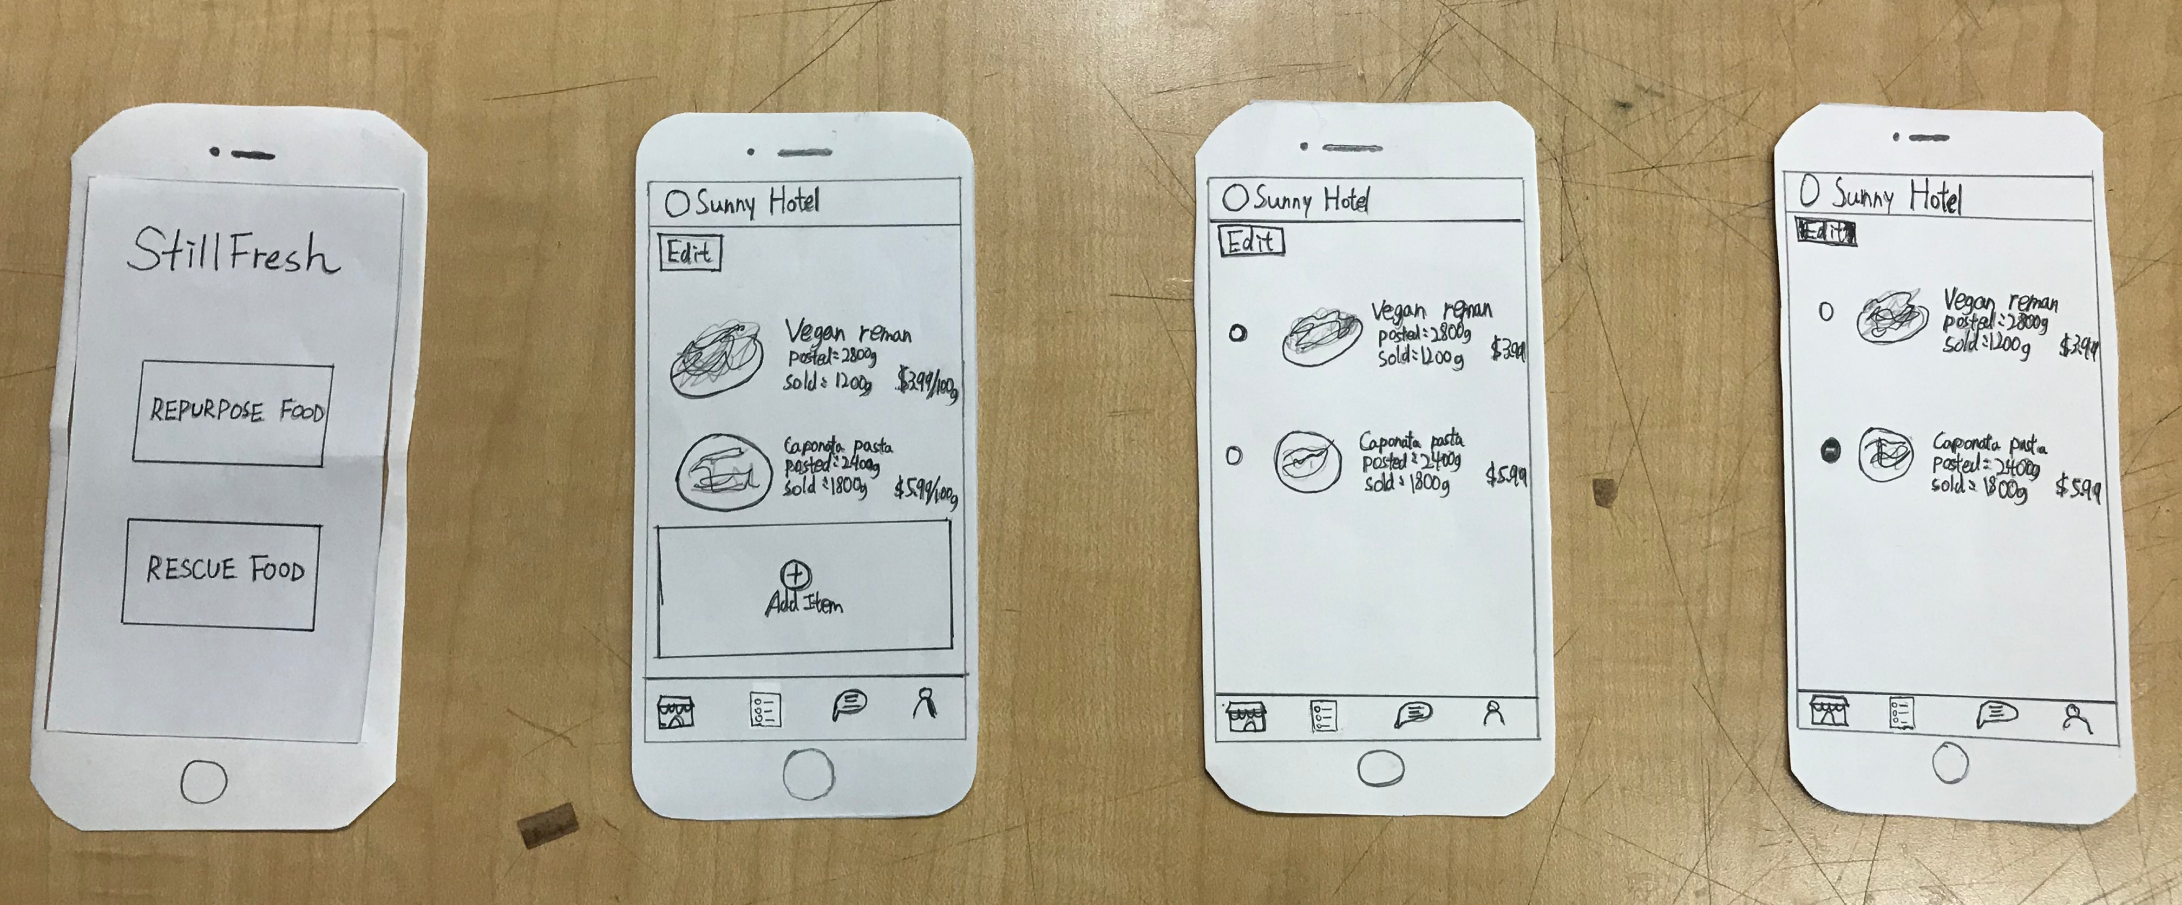 StillFresh
REPURPOSE FOOD
RESCUE FOOD
Sunny Hotel
Edit
Vegan reman
posted: 2800g
sold: 1200g $3.99/100g
Caponata pasta
posted: 2400g
sold: 1800g $5.99/100g
Add Item
Sunny Hotel
Edit
Vegan reman
posted: 2800g
sold: 1200g $3.99
Caponata pasta
posted: 2400g
sold: 1800g $5.99
Sunny Hotel
Edit
Vegan reman
posted: 2800g
sold: 1200g $3.99
Caponata pasta
posted: 2400g
sold: 1800g $5.99